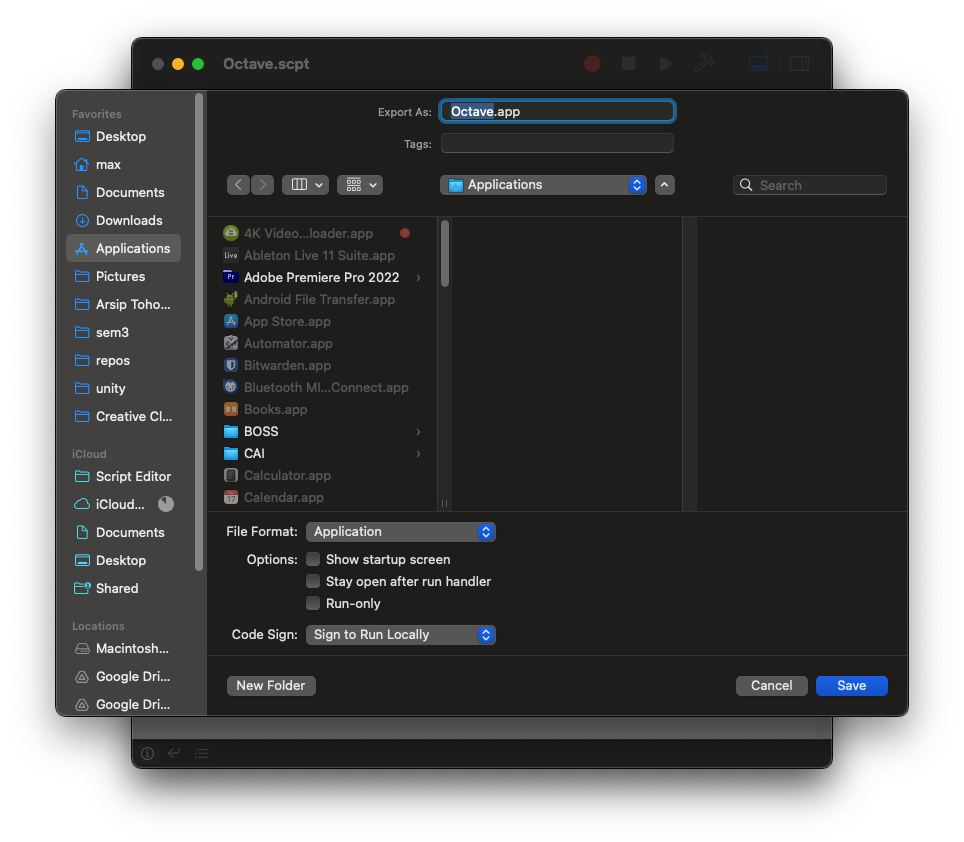 Octave.scpt
Export As: Octave.app
Tags:
Applications
Search
Favorites
Desktop
max
Documents
Downloads
Applications
Pictures
Arsip Toho...
sem3
repos
unity
Creative Cl...
iCloud
Script Editor
iCloud...
Documents
Desktop
Shared
Locations
Macintosh...
Google Dri...
Google Dri...
4K Video...loader.app
Live Ableton Live 11 Suite.app
Pr Adobe Premiere Pro 2022
Android File Transfer.app
App Store.app
Automator.app
Bitwarden.app
Bluetooth MI...Connect.app
Books.app
BOSS
CAI
Calculator.app
17 Calendar.app
File Format: Application
Options: Show startup screen
Stay open after run handler
Run-only
Code Sign: Sign to Run Locally
New Folder
Cancel
Save